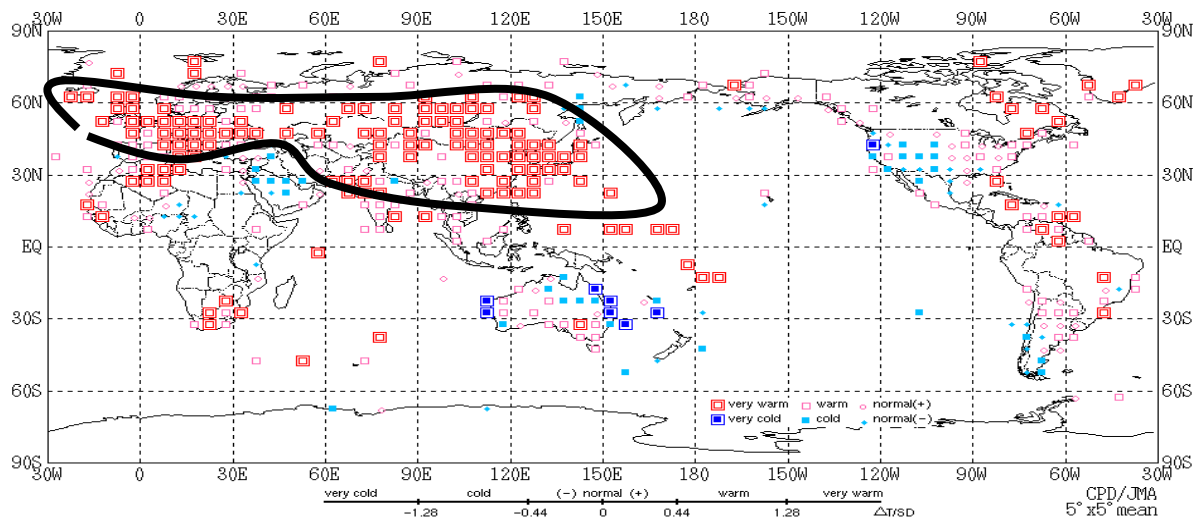 30W 0 30E 60E 90E 120E 150E 180 150W 120W 90W 60W 30W
90N 90N
60N 60N
30N 30N
EQ EQ
30S 30S
60S 60S
very warm warm normal(+)
very cold cold normal(-)
90S 90S
30W 0 30E 60E 90E 120E 150E 180 150W 120W 90W 60W 30W
very cold cold (-) normal (+) warm very warm
-1.28 -0.44 0 0.44 1.28 △T/SD
CPD/JMA
5°x5°mean